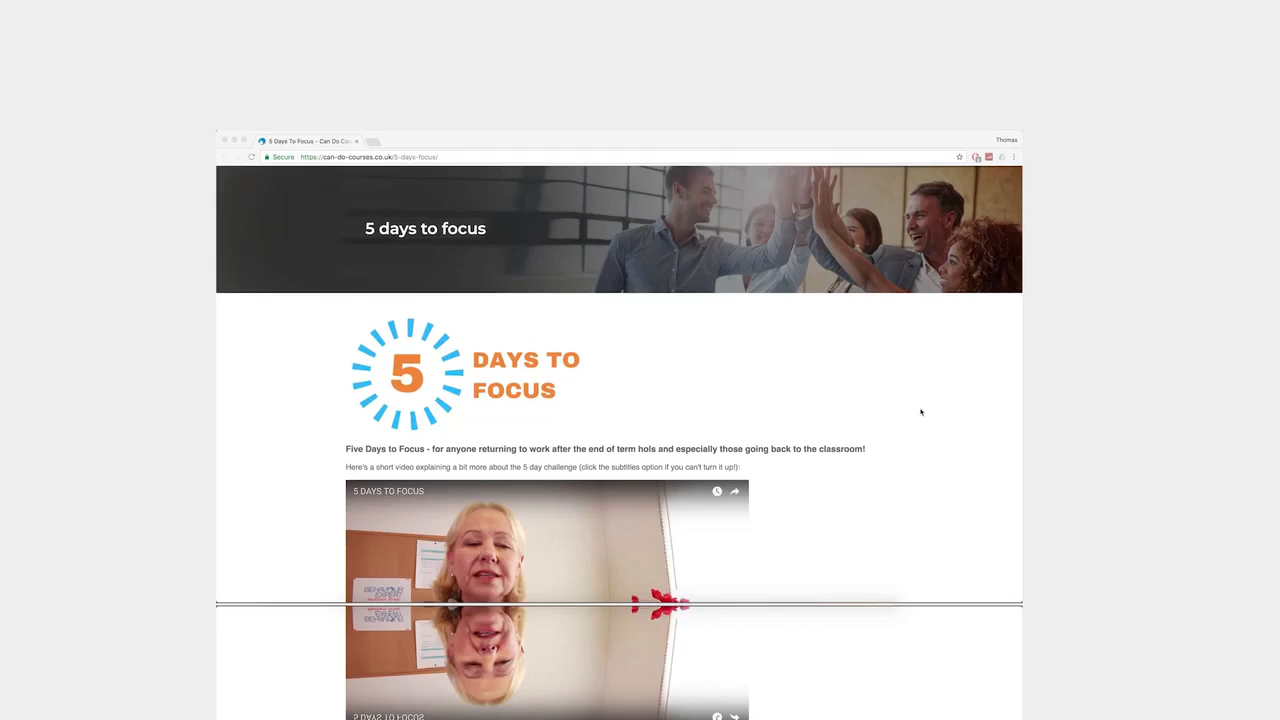 5 Days To Focus - Can Do Cou
Thomas
Secure
https://can-do-courses.co.uk/5-days-focus/
5 days to focus
5
DAYS TO
FOCUS
Five Days to Focus - for anyone returning to work after the end of term hols and especially those going back to the classroom!
Here's a short video explaining a bit more about the 5 day challenge (click the subtitles option if you can't turn it up!):
5 DAYS TO FOCUS
BEHAVIOUR
EXPERT